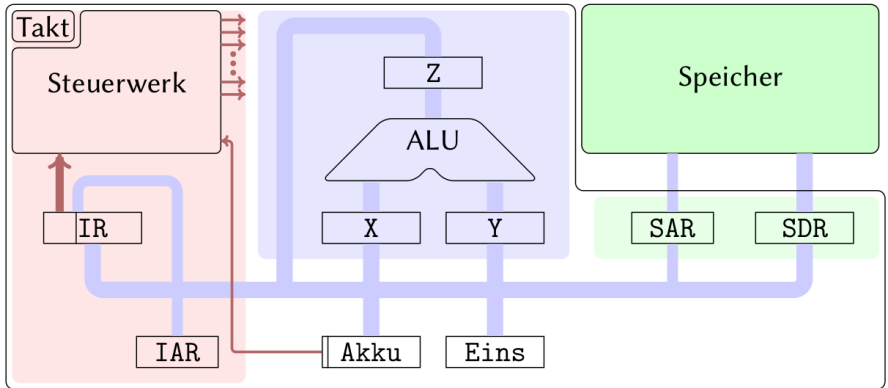 Takt
Steuerwerk
Z
Speicher
ALU
IR
X
Y
SAR
SDR
IAR
Akku
Eins